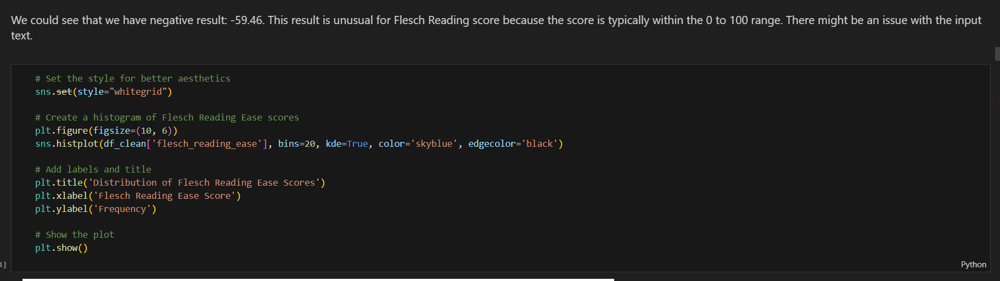 We could see that we have negative result: -59.46. This result is unusual for Flesch Reading score because the score is typically within the 0 to 100 range. There might be an issue with the input
text.
# Set the style for better aesthetics
sns.set(style="whitegrid")
# Create a histogram of Flesch Reading Ease scores
plt.figure(figsize=(10, 6))
sns.histplot(df_clean['flesch_reading_ease'], bins=20, kde=True, color='skyblue', edgecolor='black')
# Add labels and title
plt.title('Distribution of Flesch Reading Ease Scores')
plt.xlabel('Flesch Reading Ease Score')
plt.ylabel('Frequency')
# Show the plot
plt.show()
Python